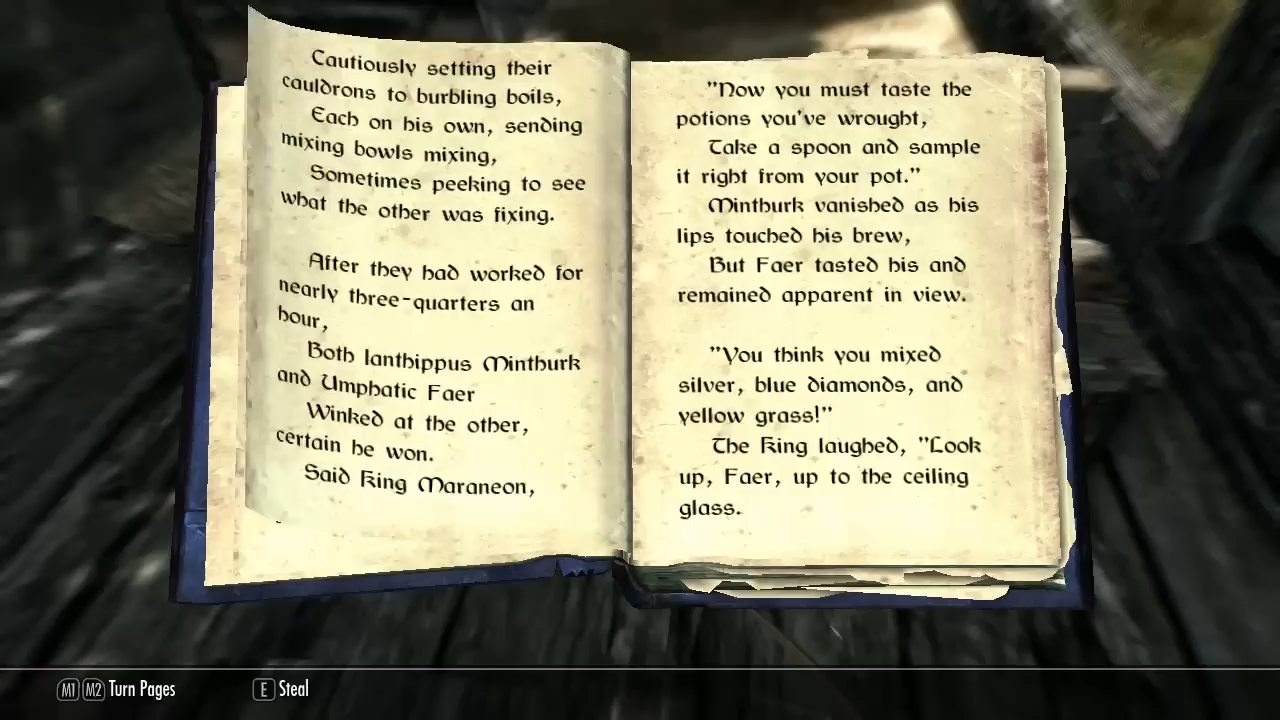 Cautiously setting their
cauldrons to burbling boils,
Each on his own, sending
mixing bowls mixing,
Sometimes peeking to see
what the other was fixing.
After they had worked for
nearly three-quarters an
hour,
Both Ianthippus Minthurk
and Umphatic Faer
Winked at the other,
certain he won.
Said King Maraneon,
"Now you must taste the
potions you've wrought,
Take a spoon and sample
it right from your pot."
Minthurk vanished as his
lips touched his brew,
But Faer tasted his and
remained apparent in view.
"You think you mixed
silver, blue diamonds, and
yellow grass!"
The King laughed, "Look
up, Faer, up to the ceiling
glass.
M1 M2 Turn Pages
E Steal